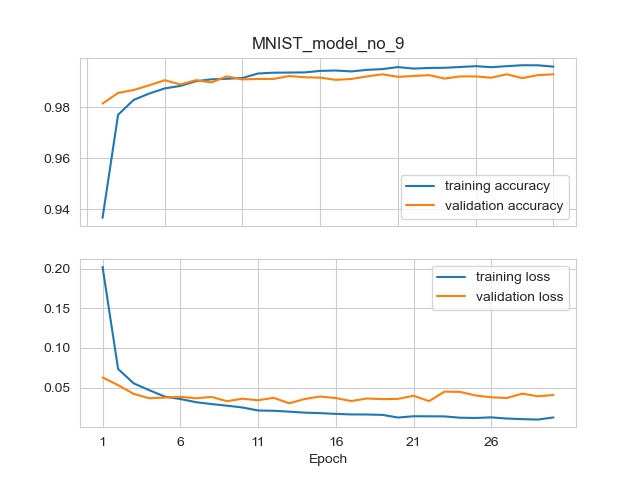 MNIST_model_no_9
0.98
0.96
0.94
training accuracy
validation accuracy
0.20
0.15
0.10
0.05
training loss
validation loss
1 6 11 16 21 26
Epoch